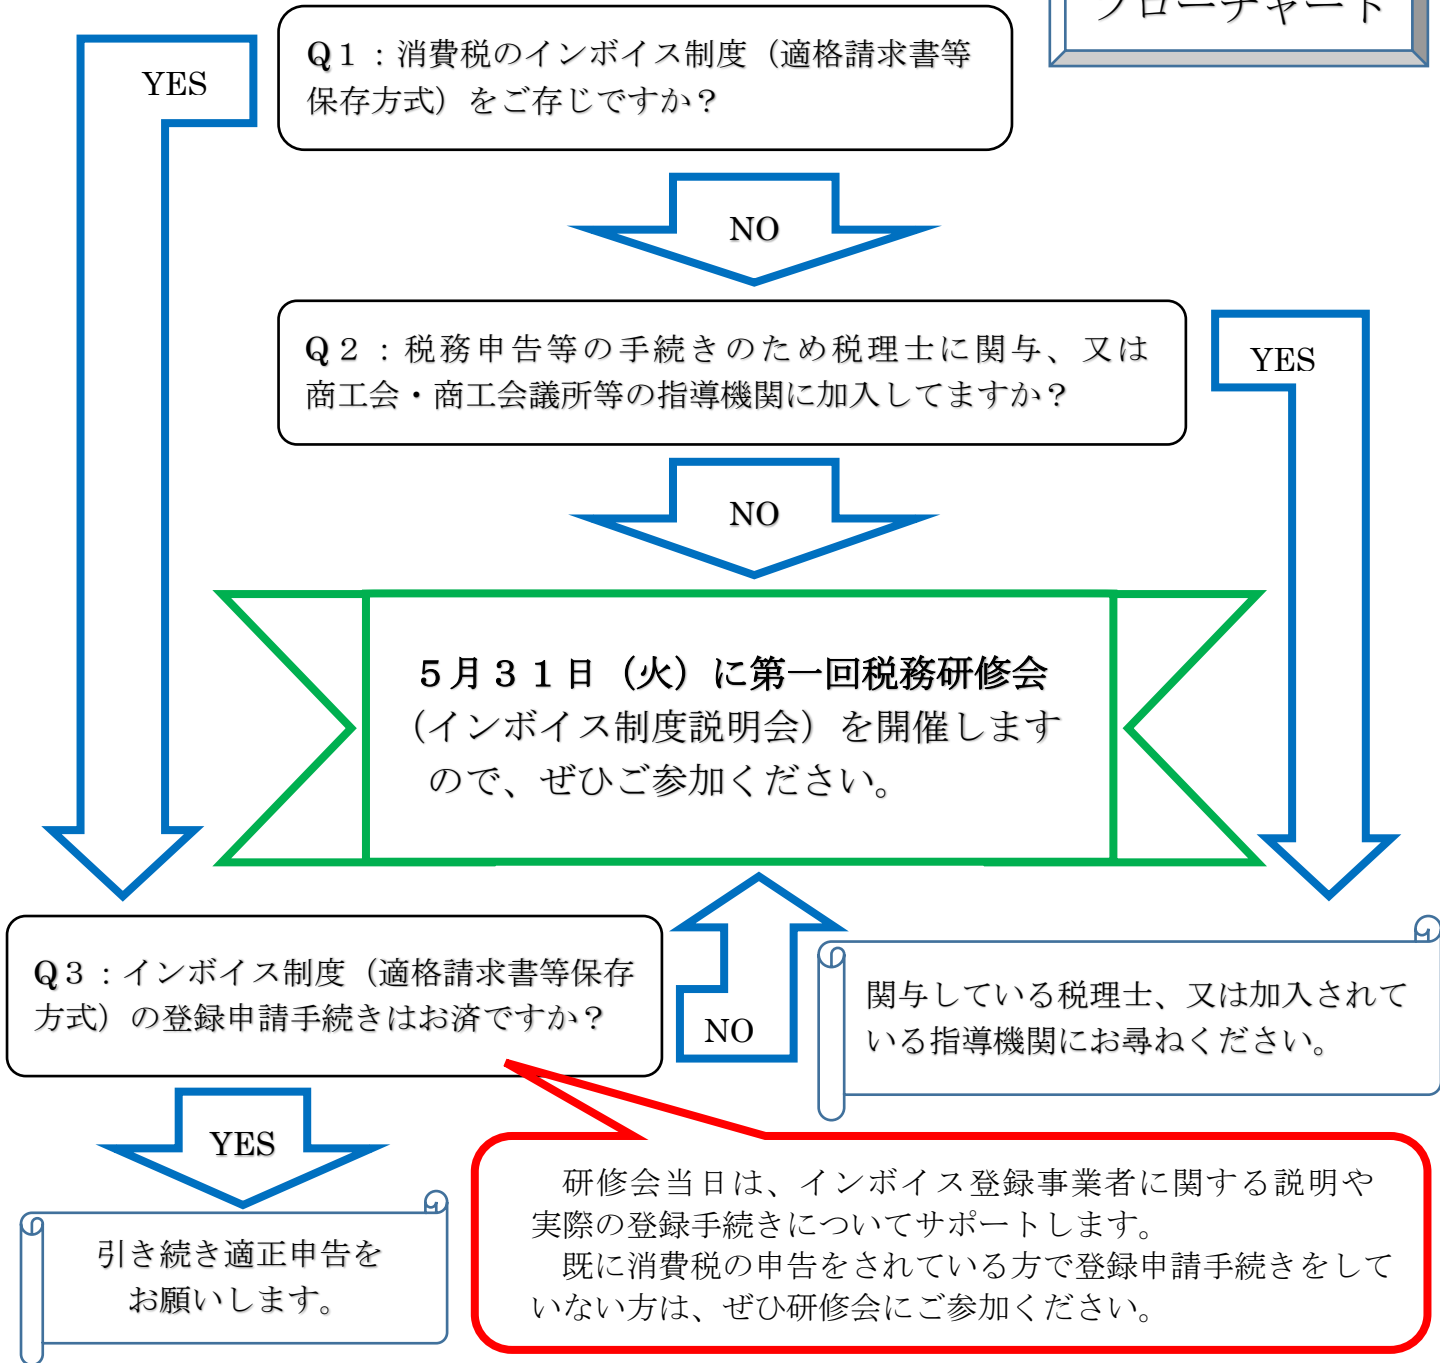 フローチャート
Q１：消費税のインボイス制度（適格請求書等
保存方式）をご存じですか？
YES
NO
Q２：税務申告等の手続きのため税理士に関与、又は
商工会・商工会議所等の指導機関に加入してますか？
YES
NO
５月３１日（火）に第一回税務研修会
（インボイス制度説明会）を開催します
ので、ぜひご参加ください。
Q３：インボイス制度（適格請求書等保存
方式）の登録申請手続きはお済ですか？
NO
関与している税理士、又は加入されて
いる指導機関にお尋ねください。
YES
引き続き適正申告を
お願いします。
研修会当日は、インボイス登録事業者に関する説明や
実際の登録手続きについてサポートします。
既に消費税の申告をされている方で登録申請手続きをして
いない方は、ぜひ研修会にご参加ください。